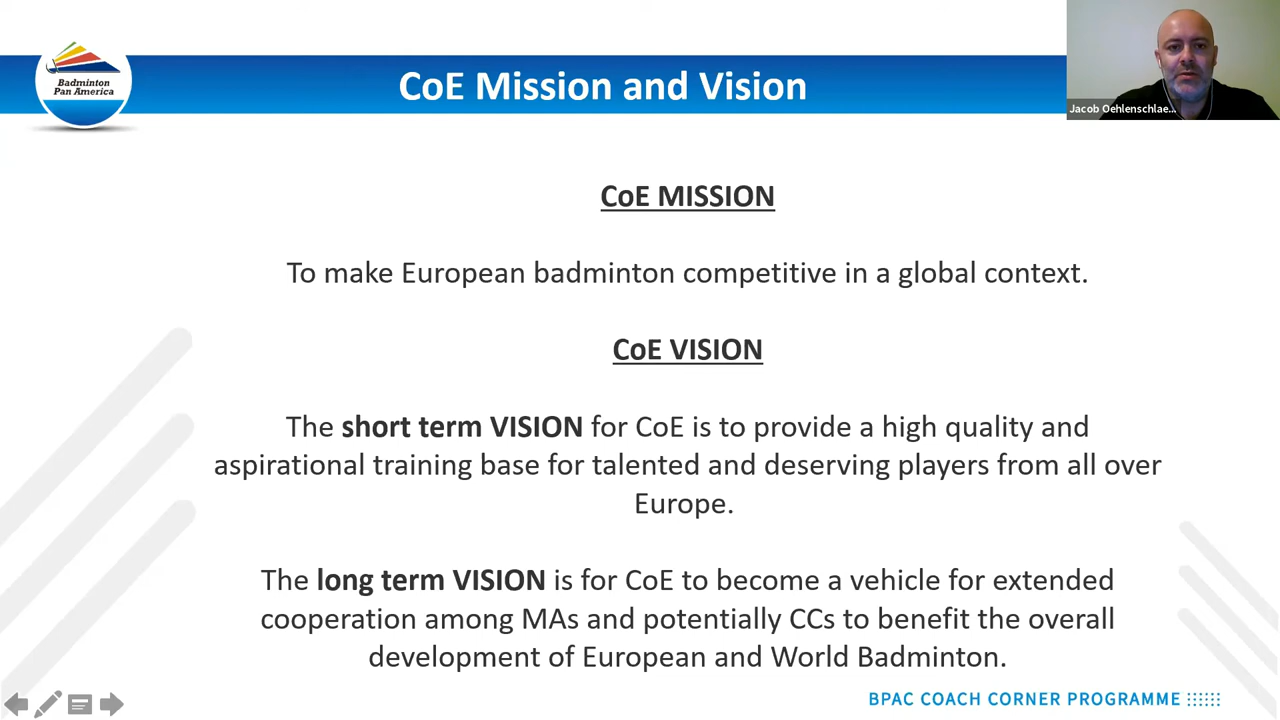 Badminton
Pan America
CoE Mission and Vision
Jacob Oehlenschlae...
CoE MISSION
To make European badminton competitive in a global context.
CoE VISION
The short term VISION for CoE is to provide a high quality and
aspirational training base for talented and deserving players from all over
Europe.
The long term VISION is for CoE to become a vehicle for extended
cooperation among MAs and potentially CCs to benefit the overall
development of European and World Badminton.
BPAC COACH CORNER PROGRAMME